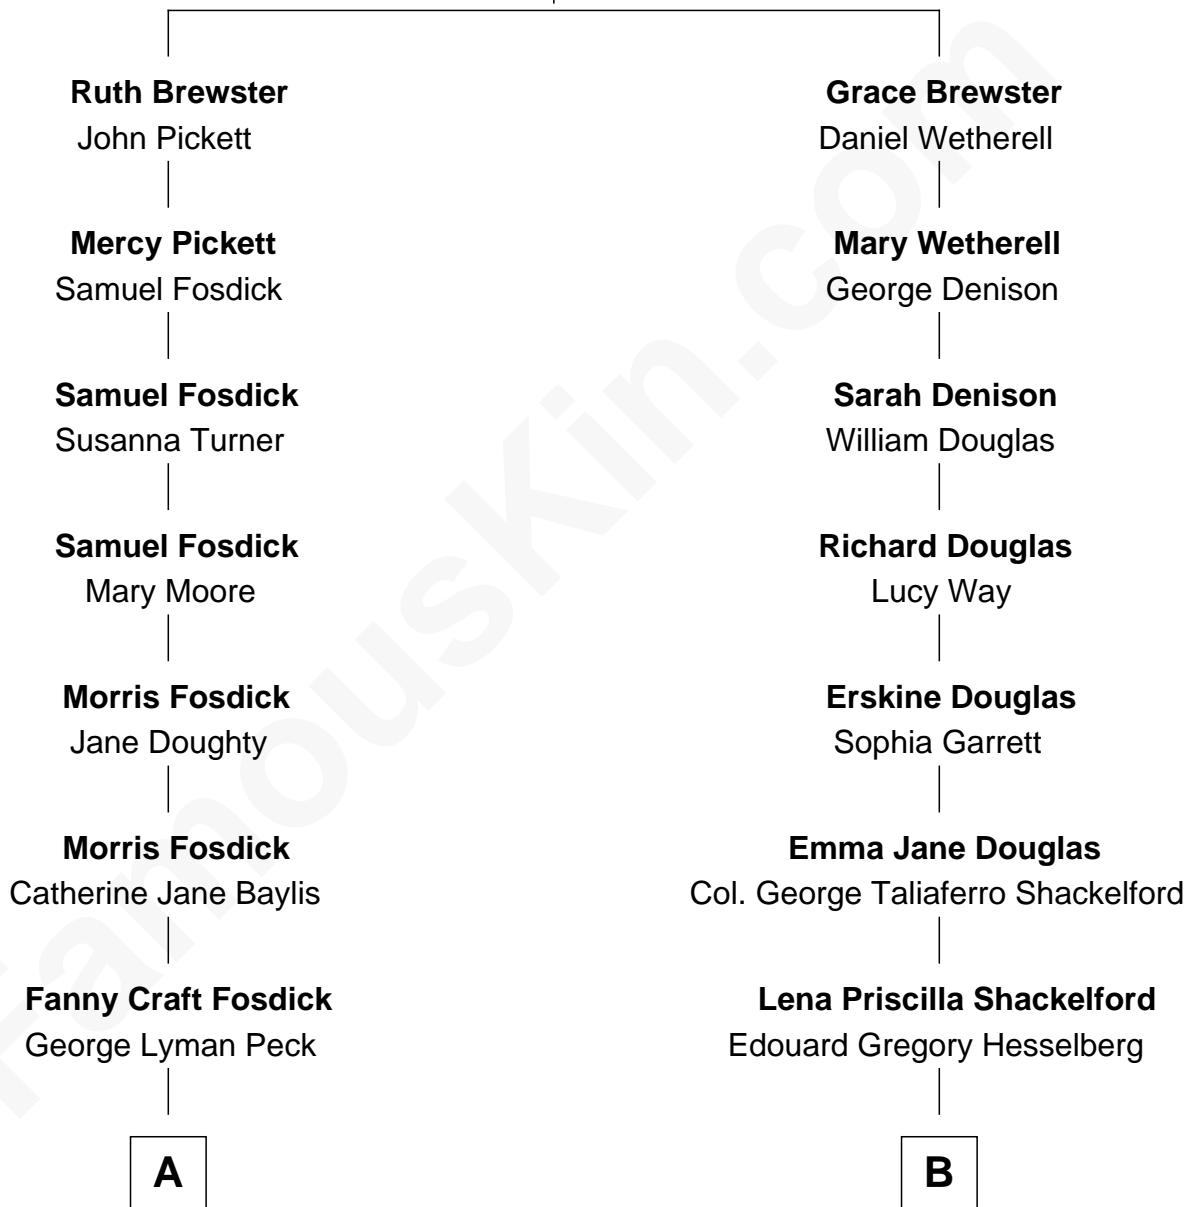 Ruth Brewster
John Pickett
Mercy Pickett
Samuel Fosdick
Samuel Fosdick
Susanna Turner
Samuel Fosdick
Mary Moore
Morris Fosdick
Jane Doughty
Morris Fosdick
Catherine Jane Baylis
Fanny Craft Fosdick
George Lyman Peck
A
Grace Brewster
Daniel Wetherell
Mary Wetherell
George Denison
Sarah Denison
William Douglas
Richard Douglas
Lucy Way
Erskine Douglas
Sophia Garrett
Emma Jane Douglas
Col. George Taliaferro Shackelford
Lena Priscilla Shackelford
Edouard Gregory Hesselberg
B
FamousKin.com